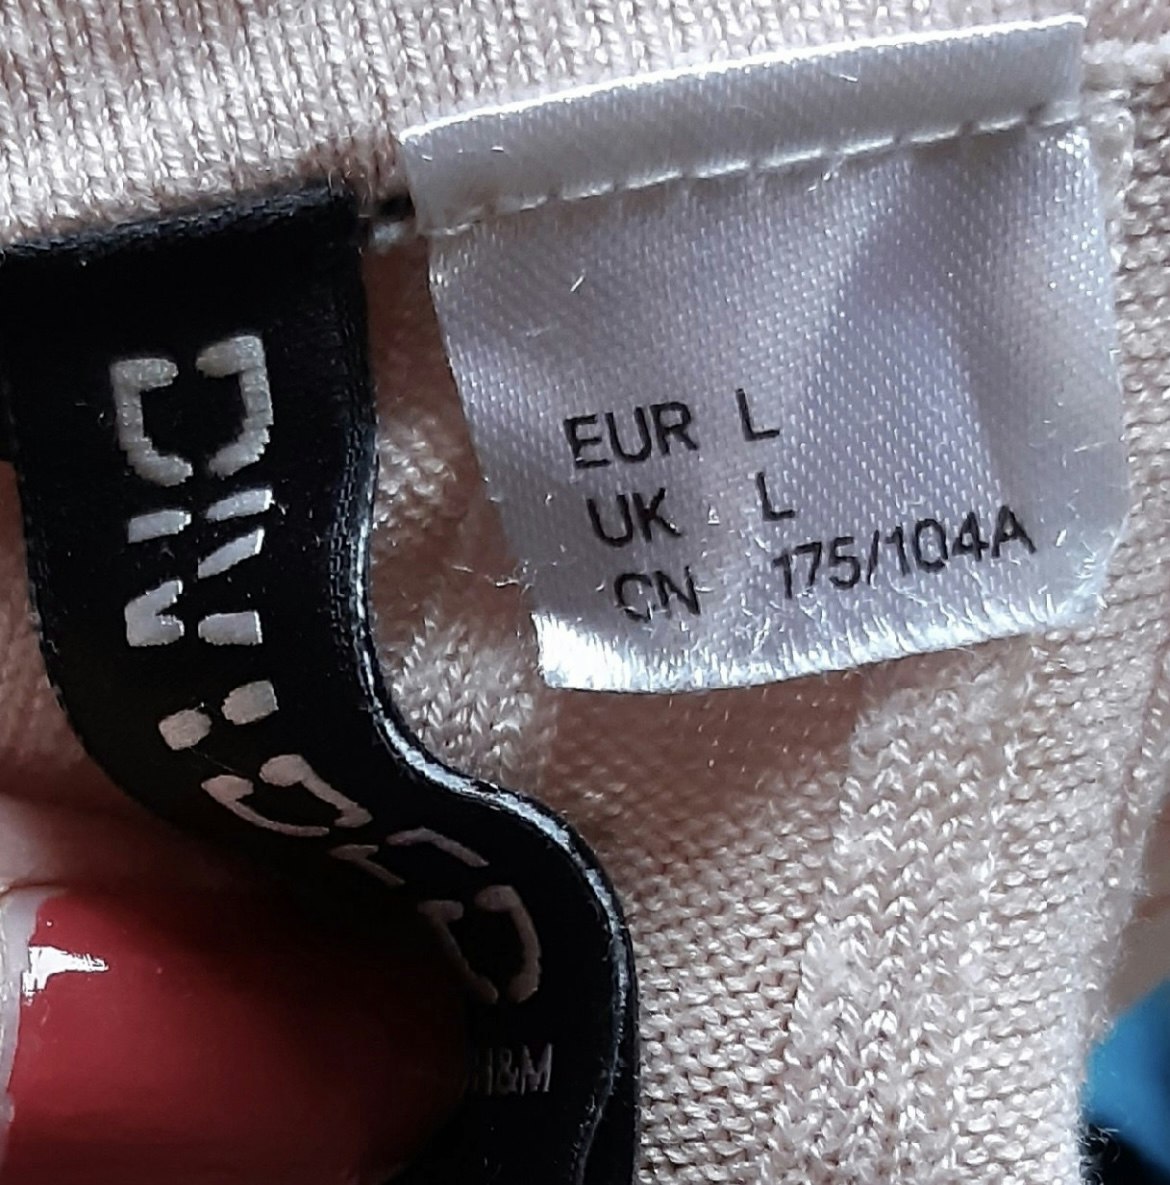 DIVIDED
H&M
EUR L
UK L
CN 175/104A